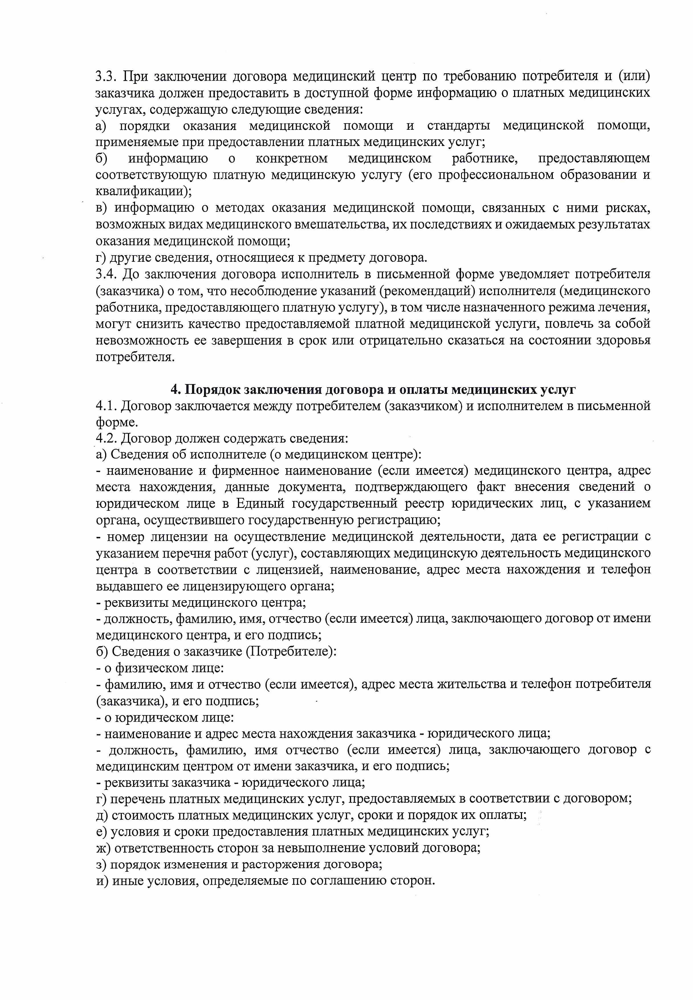 3.3. При заключении договора медицинский центр по требованию потребителя и (или)
заказчика должен предоставить в доступной форме информацию о платных медицинских
услугах, содержащую следующие сведения:
а) порядки оказания медицинской помощи и стандарты медицинской помощи,
применяемые при предоставлении платных медицинских услуг;
б) информацию о конкретном медицинском работнике, предоставляющем
соответствующую платную медицинскую услугу (его профессиональном образовании и
квалификации);
в) информацию о методах оказания медицинской помощи, связанных с ними рисках,
возможных видах медицинского вмешательства, их последствиях и ожидаемых результатах
оказания медицинской помощи;
г) другие сведения, относящиеся к предмету договора.
3.4. До заключения договора исполнитель в письменной форме уведомляет потребителя
(заказчика) о том, что несоблюдение указаний (рекомендаций) исполнителя (медицинского
работника, предоставляющего платную услугу), в том числе назначенного режима лечения,
могут снизить качество предоставляемой платной медицинской услуги, повлечь за собой
невозможность ее завершения в срок или отрицательно сказаться на состоянии здоровья
потребителя.
4. Порядок заключения договора и оплаты медицинских услуг
4.1. Договор заключается между потребителем (заказчиком) и исполнителем в письменной
форме.
4.2. Договор должен содержать сведения:
а) Сведения об исполнителе (о медицинском центре):
- наименование и фирменное наименование (если имеется) медицинского центра, адрес
места нахождения, данные документа, подтверждающего факт внесения сведений о
юридическом лице в Единый государственный реестр юридических лиц, с указанием
органа, осуществившего государственную регистрацию;
- номер лицензии на осуществление медицинской деятельности, дата ее регистрации с
указанием перечня работ (услуг), составляющих медицинскую деятельность медицинского
центра в соответствии с лицензией, наименование, адрес места нахождения и телефон
выдавшего ее лицензирующего органа;
- реквизиты медицинского центра;
- должность, фамилию, имя, отчество (если имеется) лица, заключающего договор от имени
медицинского центра, и его подпись;
б) Сведения о заказчике (Потребителе):
- о физическом лице:
- фамилию, имя и отчество (если имеется), адрес места жительства и телефон потребителя
(заказчика), и его подпись;
- о юридическом лице:
- наименование и адрес места нахождения заказчика - юридического лица;
- должность, фамилию, имя отчество (если имеется) лица, заключающего договор с
медицинским центром от имени заказчика, и его подпись;
- реквизиты заказчика - юридического лица;
г) перечень платных медицинских услуг, предоставляемых в соответствии с договором;
д) стоимость платных медицинских услуг, сроки и порядок их оплаты;
е) условия и сроки предоставления платных медицинских услуг;
ж) ответственность сторон за невыполнение условий договора;
з) порядок изменения и расторжения договора;
и) иные условия, определяемые по соглашению сторон.